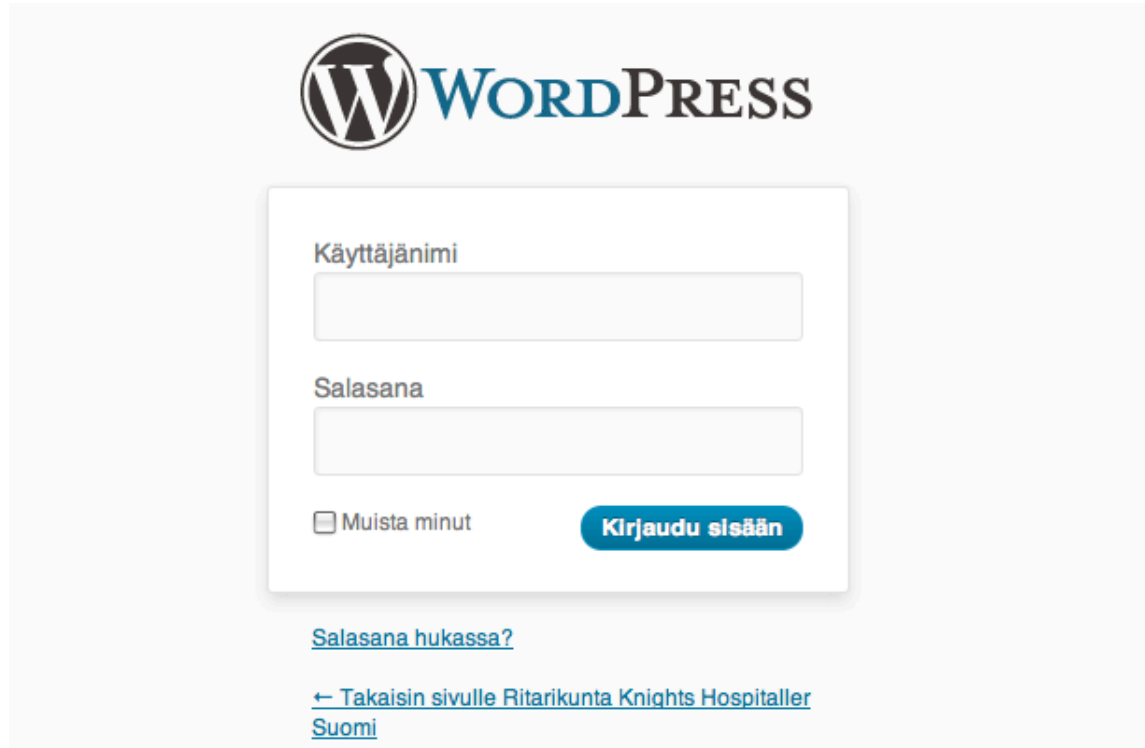 WORDPRESS
Käyttäjänimi
Salasana
Muista minut
Kirjaudu sisään
Salasana hukassa?
← Takaisin sivulle Ritarikunta Knights Hospitaller
Suomi